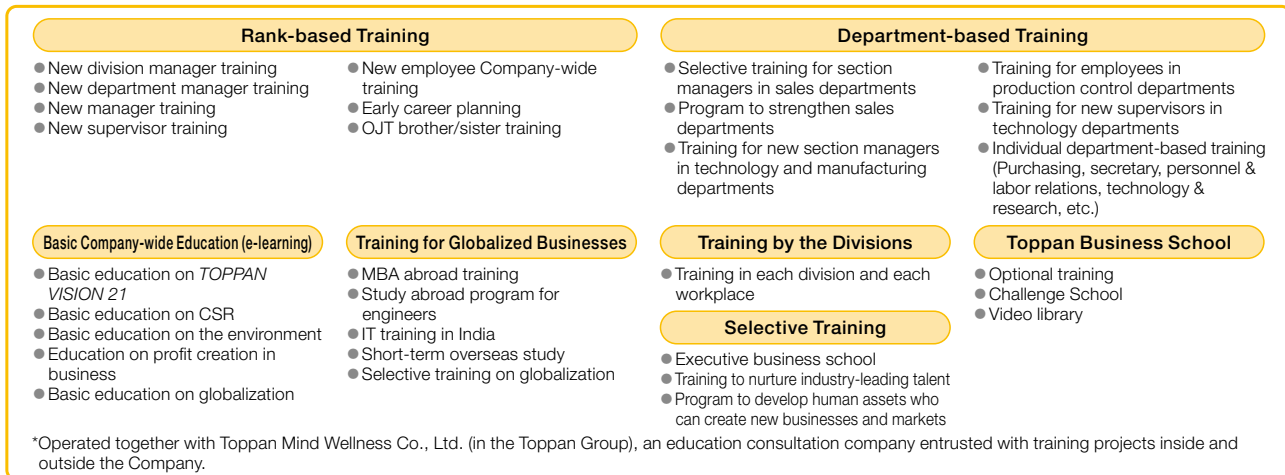 Rank-based Training
● New division manager training
● New department manager training
● New manager training
● New supervisor training
● New employee Company-wide
training
● Early career planning
● OJT brother/sister training
Department-based Training
● Selective training for section
managers in sales departments
● Program to strengthen sales
departments
● Training for new section managers
in technology and manufacturing
departments
● Training for employees in
production control departments
● Training for new supervisors in
technology departments
● Individual department-based training
(Purchasing, secretary, personnel &
labor relations, technology &
research, etc.)
Basic Company-wide Education (e-learning)
● Basic education on TOPPAN
VISION 21
● Basic education on CSR
● Basic education on the environment
● Education on profit creation in
business
● Basic education on globalization
Training for Globalized Businesses
● MBA abroad training
● Study abroad program for
engineers
● IT training in India
● Short-term overseas study
● Selective training on globalization
Training by the Divisions
● Training in each division and each
workplace
Selective Training
● Executive business school
● Training to nurture industry-leading talent
● Program to develop human assets who
can create new businesses and markets
Toppan Business School
● Optional training
● Challenge School
● Video library
*Operated together with Toppan Mind Wellness Co., Ltd. (in the Toppan Group), an education consultation company entrusted with training projects inside and
outside the Company.